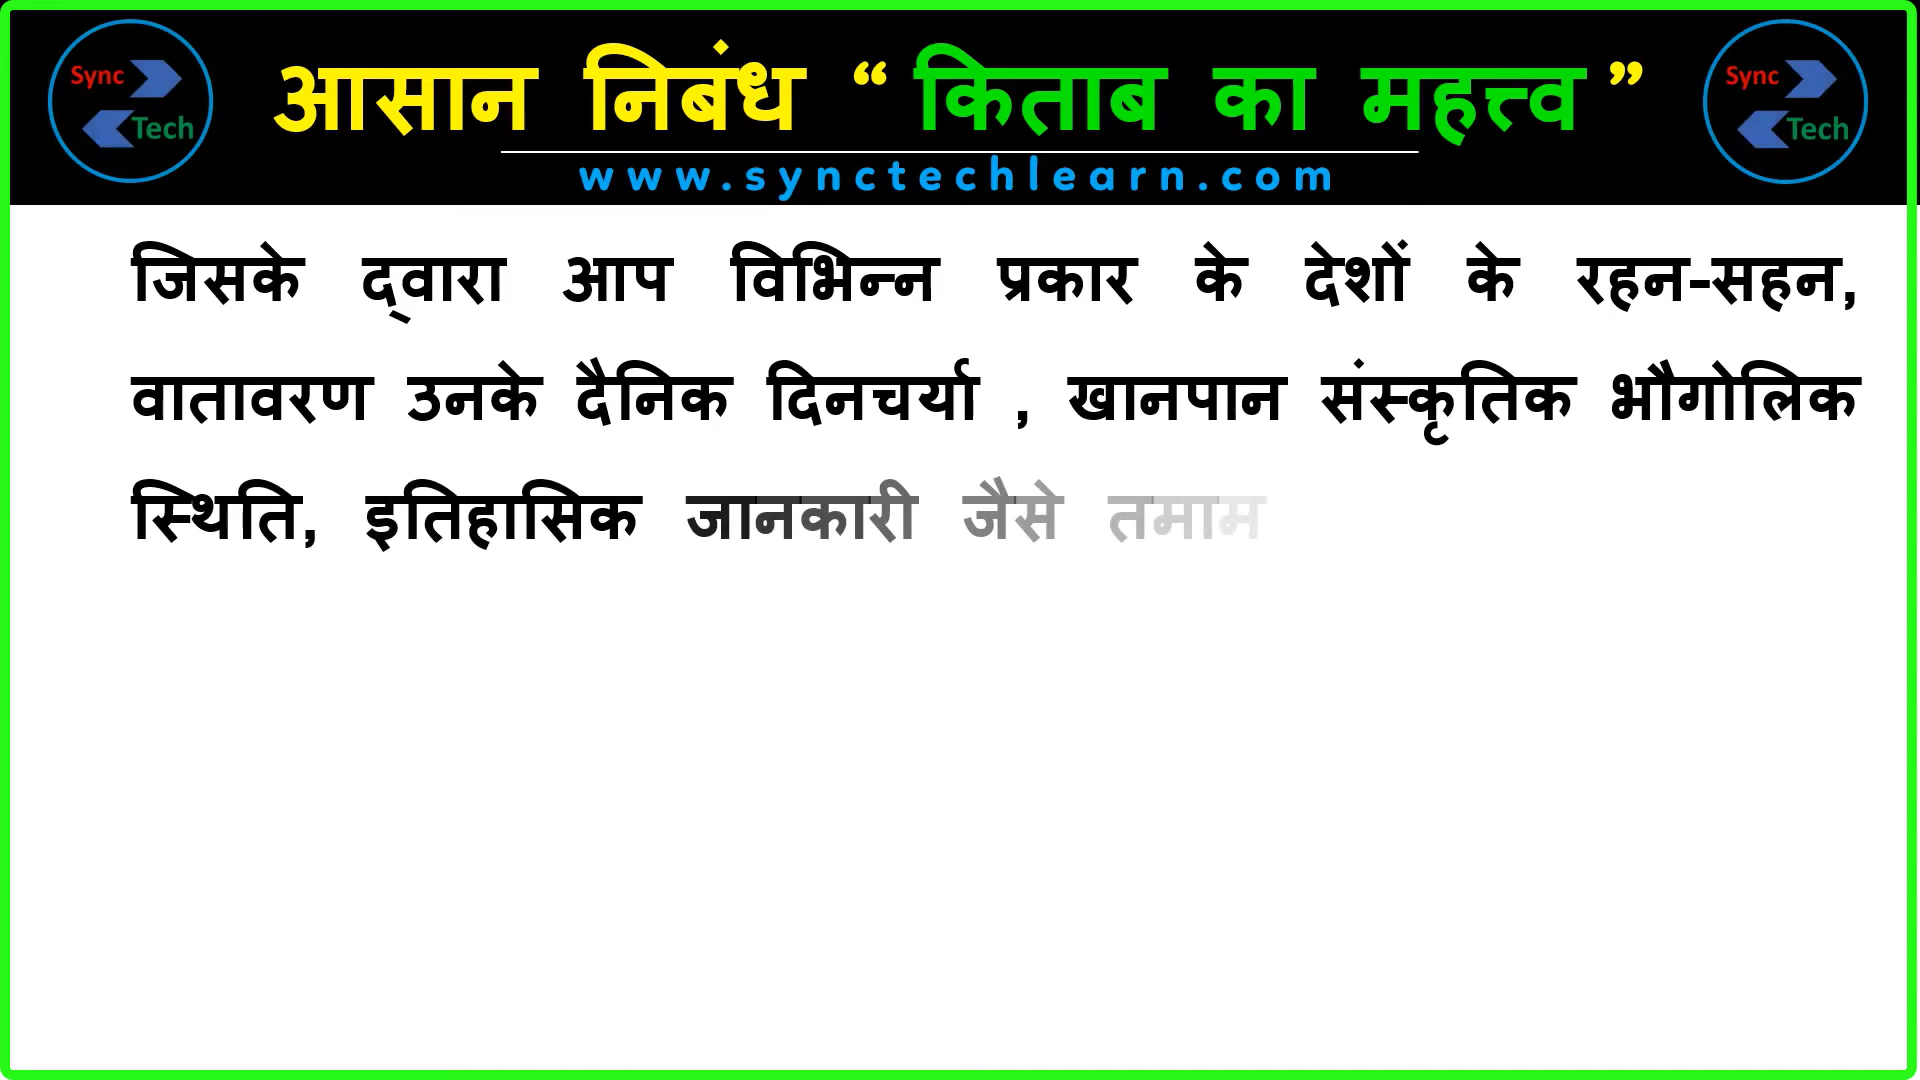 Sync
Tech
आसान निबंध “ किताब का महत्त्व ”
www.synctechlearn.com
Sync
Tech
जिसके द्‌वारा आप विभिन्न प्रकार के देशों के रहन-सहन,
वातावरण उनके दैनिक दिनचर्या , खानपान संस्कृतिक भौगोलिक
स्थिति, इतिहासिक जानकारी जैसे तमाम